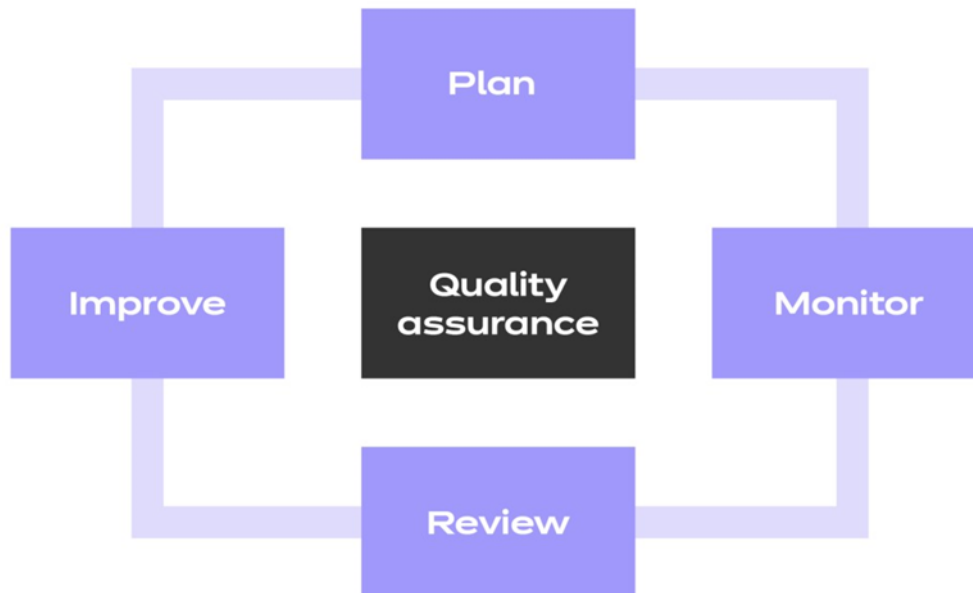 Plan
Improve
Quality
assurance
Monitor
Review